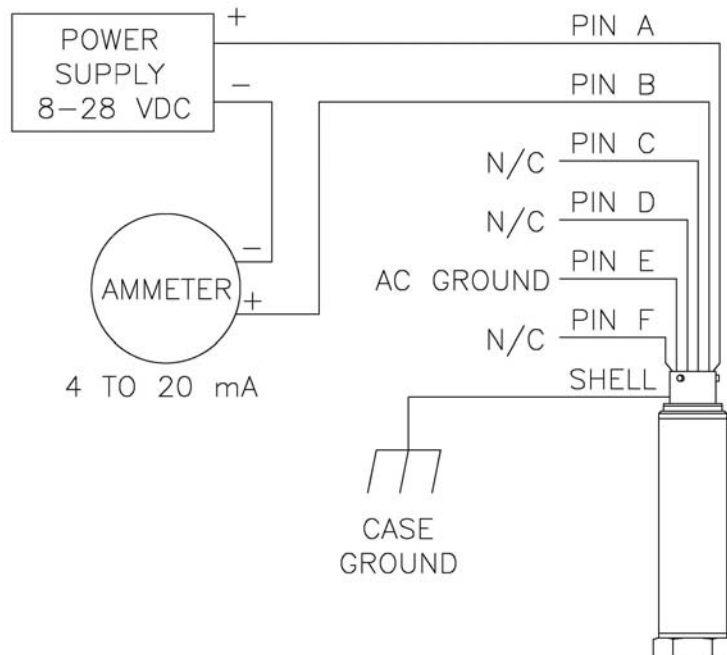 +
POWER
SUPPLY
8-28 VDC
−
PIN A
PIN B
N/C
PIN C
N/C
PIN D
AC GROUND
PIN E
N/C
PIN F
SHELL
−
AMMETER
+
4 TO 20 mA
CASE
GROUND